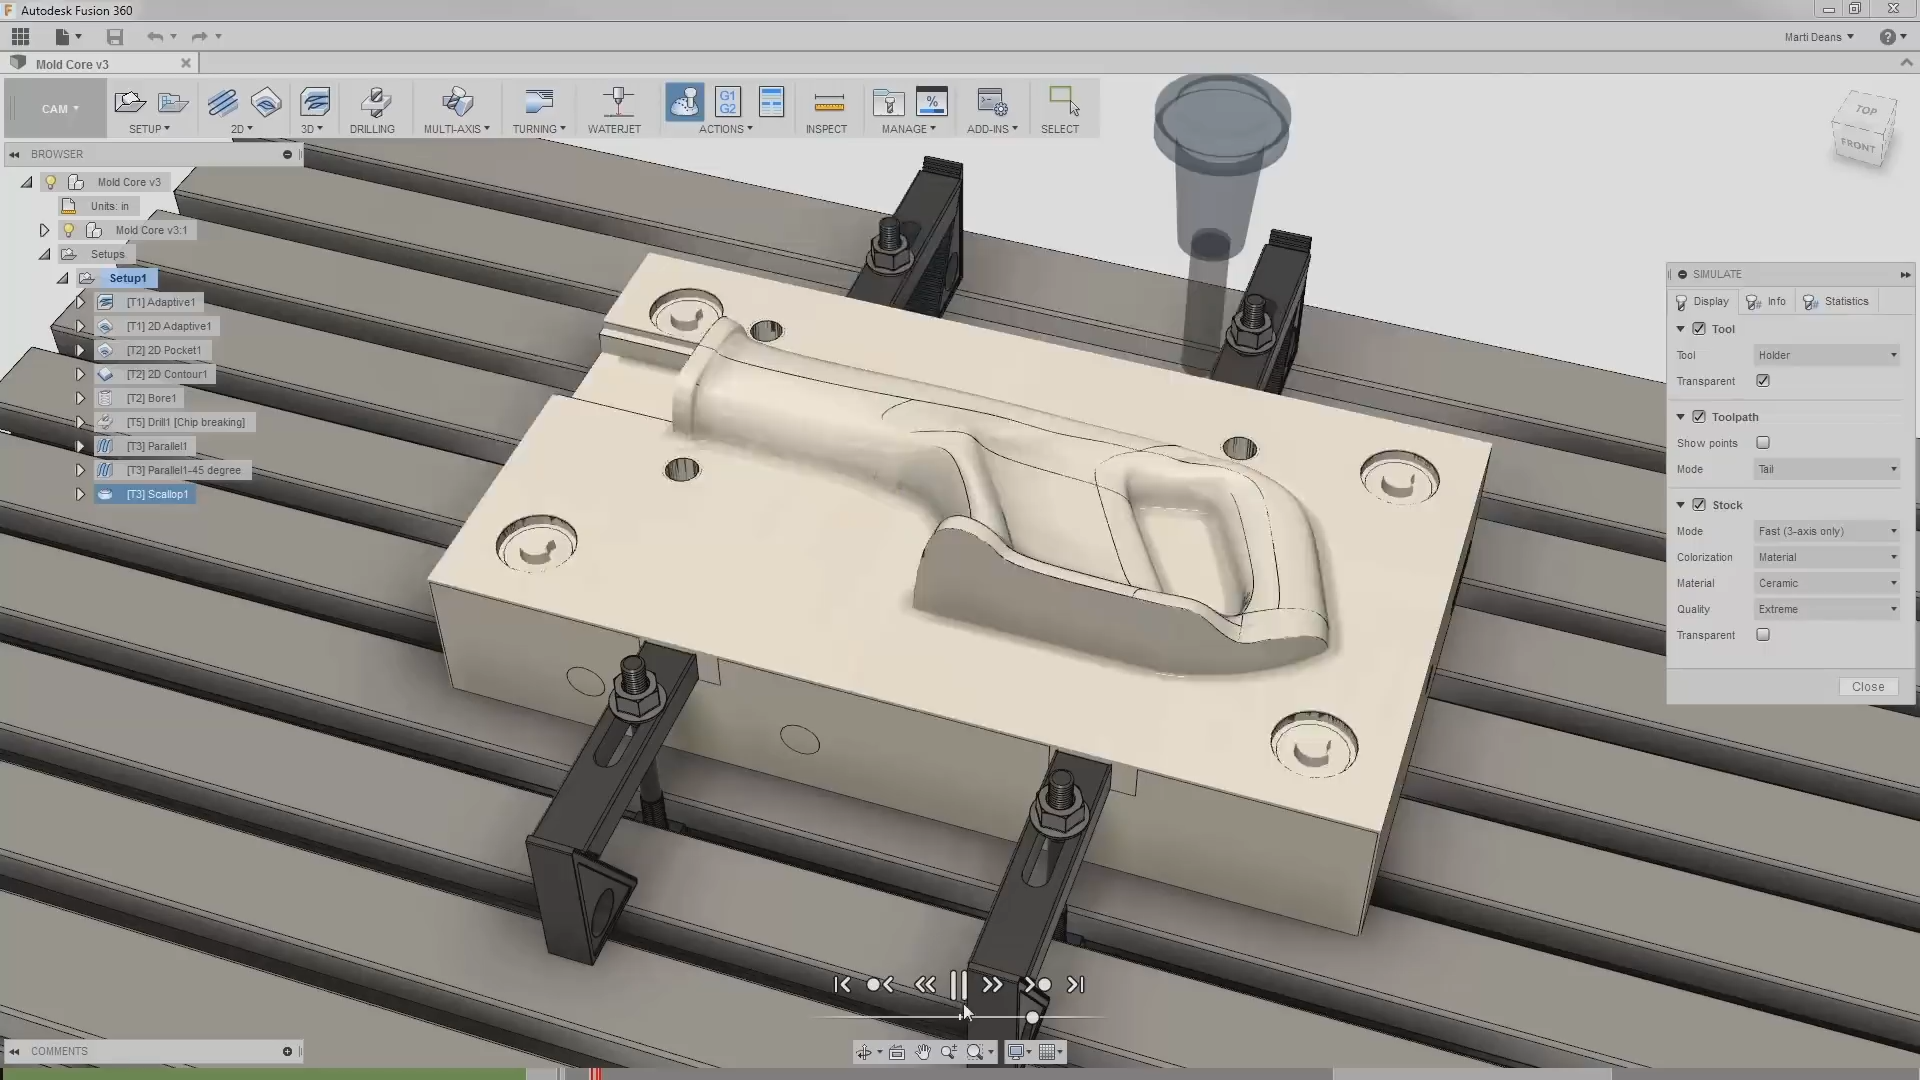 Autodesk Fusion 360
Marti Deans
Mold Core v3
CAM
SETUP
2D
3D
DRILLING
MULTI-AXIS
TURNING
WATERJET
G1
G2
ACTIONS
INSPECT
%
MANAGE
ADD-INS
SELECT
TOP
FRONT
BROWSER
Mold Core v3
Units: in
Mold Core v3:1
Setups
Setup1
[T1] Adaptive1
[T1] 2D Adaptive1
[T2] 2D Pocket1
[T2] 2D Contour1
[T2] Bore1
[T5] Drill1 [Chip breaking]
[T3] Parallel1
[T3] Parallel1-45 degree
[T3] Scallop1
SIMULATE
Display Info Statistics
Tool
Tool Holder
Transparent
Toolpath
Show points
Mode Tail
Stock
Mode Fast (3-axis only)
Colorization Material
Material Ceramic
Quality Extreme
Transparent
Close
COMMENTS